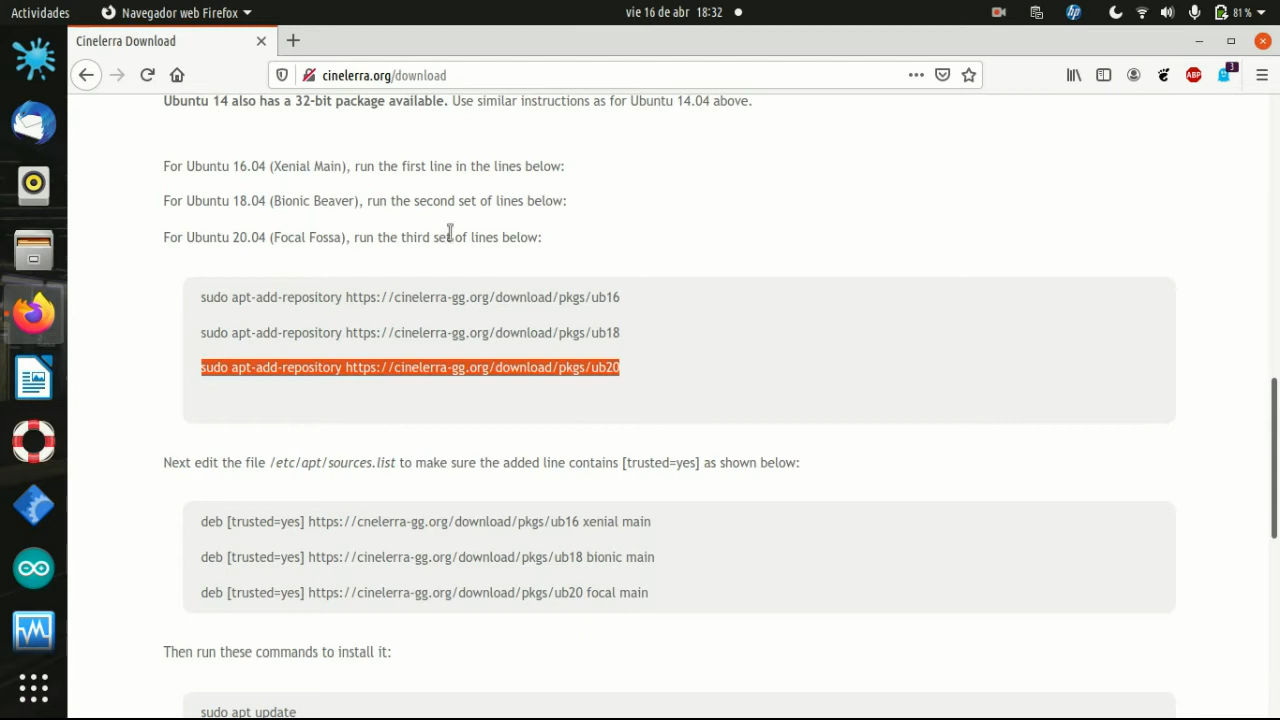 Actividades
Navegador web Firefox
vie 16 de abr 18:32
81 %
Cinelerra Download
cinelerra.org/download
ABP
3
Ubuntu 14 also has a 32-bit package available. Use similar instructions as for Ubuntu 14.04 above.
For Ubuntu 16.04 (Xenial Main), run the first line in the lines below:
For Ubuntu 18.04 (Bionic Beaver), run the second set of lines below:
For Ubuntu 20.04 (Focal Fossa), run the third set of lines below:
sudo apt-add-repository https://cinelerra-gg.org/download/pkgs/ub16
sudo apt-add-repository https://cinelerra-gg.org/download/pkgs/ub18
sudo apt-add-repository https://cinelerra-gg.org/download/pkgs/ub20
Next edit the file /etc/apt/sources.list to make sure the added line contains [trusted=yes] as shown below:
deb [trusted=yes] https://cnelerra-gg.org/download/pkgs/ub16 xenial main
deb [trusted=yes] https://cinelerra-gg.org/download/pkgs/ub18 bionic main
deb [trusted=yes] https://cinelerra-gg.org/download/pkgs/ub20 focal main
Then run these commands to install it:
sudo apt update